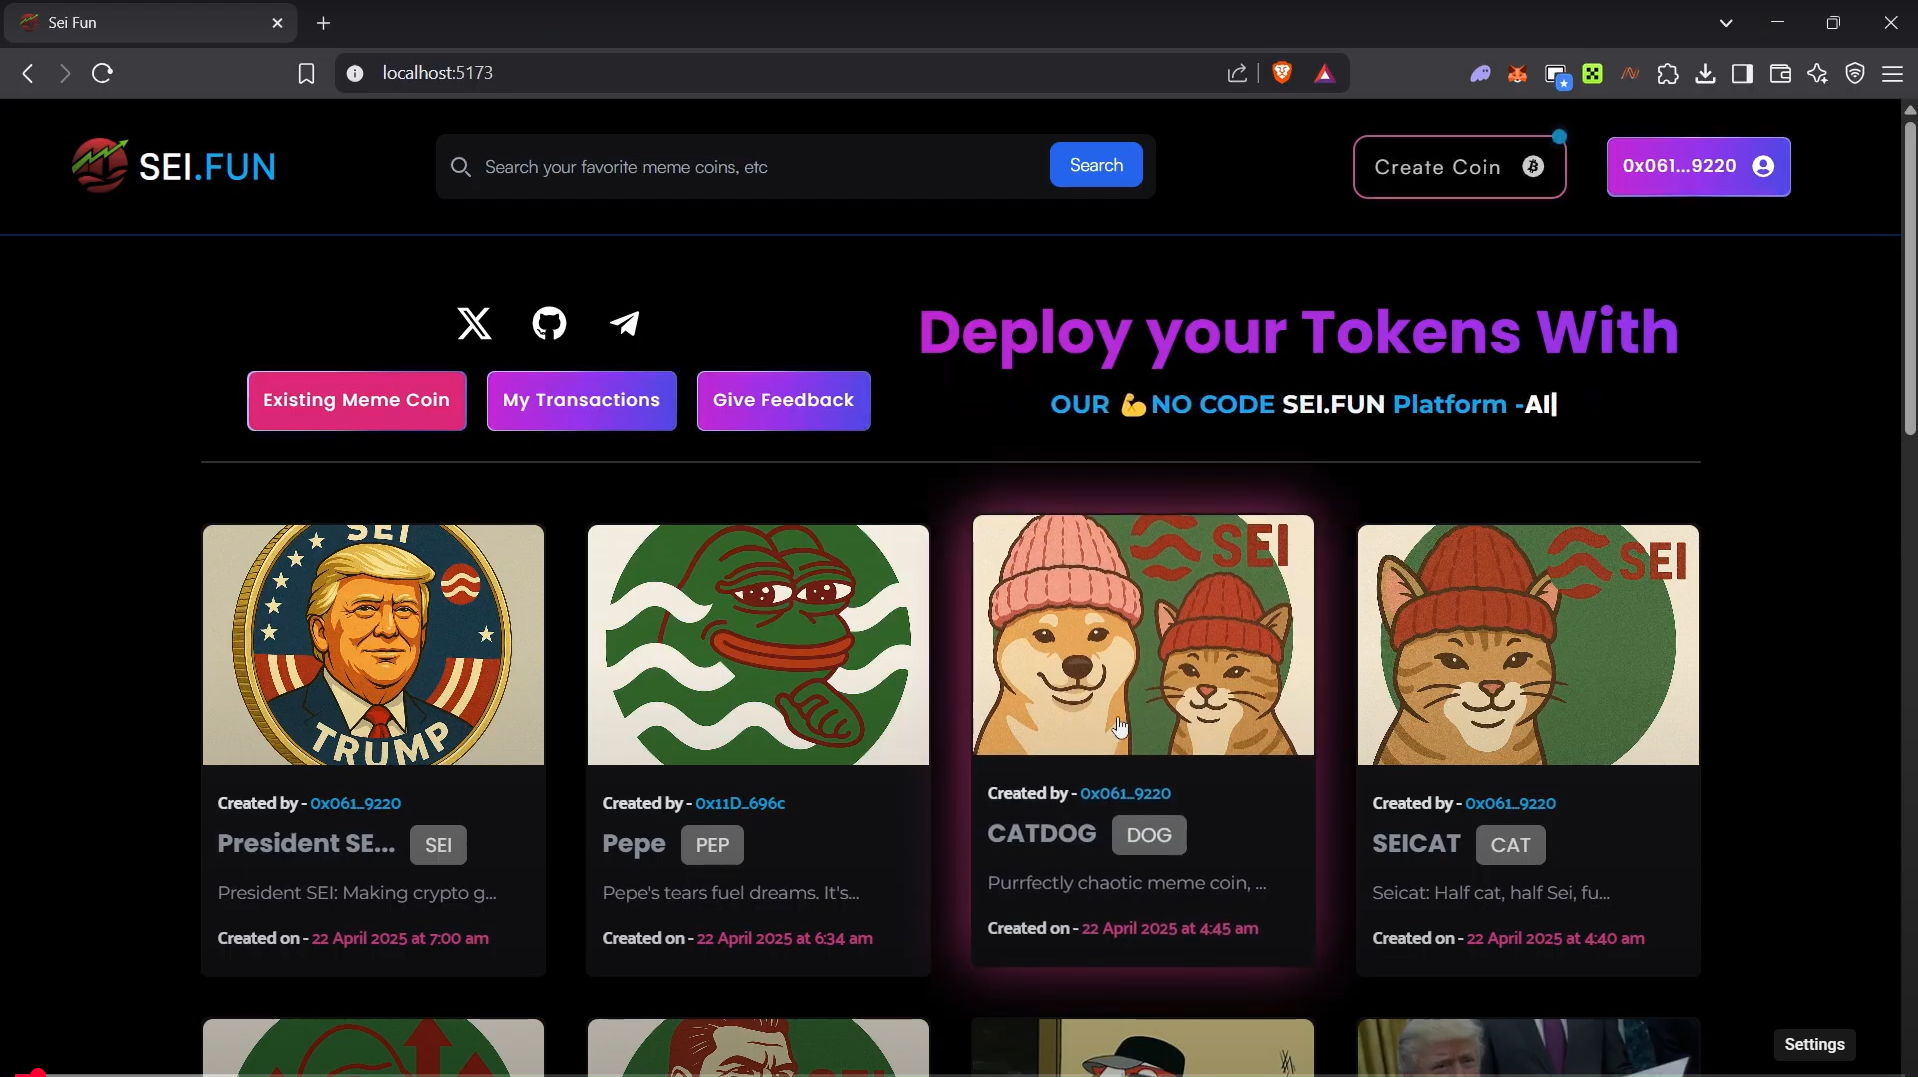 Sei Fun
localhost:5173
SEI.FUN
Search your favorite meme coins, etc
Search
Create Coin
0x061...9220
Deploy your Tokens With
OUR 💪 NO CODE SEI.FUN Platform -AI|
Existing Meme Coin
My Transactions
Give Feedback
SEI
TRUMP
SEI
SEI
Created by - 0x061_9220
President SE... SEI
President SEI: Making crypto g...
Created on - 22 April 2025 at 7:00 am
Created by - 0x11D_696c
Pepe PEP
Pepe's tears fuel dreams. It's...
Created on - 22 April 2025 at 6:34 am
Created by - 0x061_9220
CATDOG DOG
Purrfectly chaotic meme coin, ...
Created on - 22 April 2025 at 4:45 am
Created by - 0x061_9220
SEICAT CAT
Seicat: Half cat, half Sei, fu...
Created on - 22 April 2025 at 4:40 am
Settings